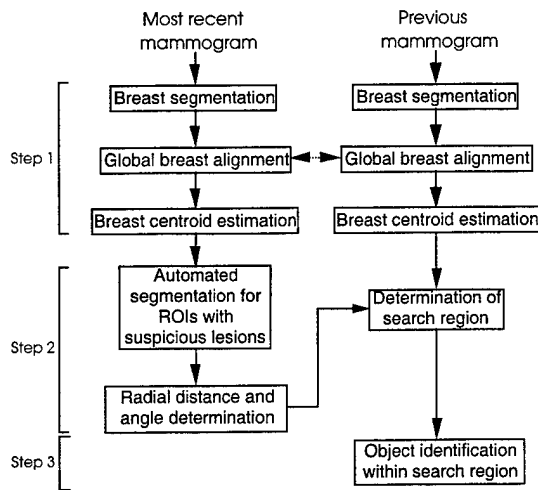 Most recent
mammogram
Previous
mammogram
Step 1
Breast segmentation
Breast segmentation
Global breast alignment
Global breast alignment
Breast centroid estimation
Breast centroid estimation
Step 2
Automated
segmentation for
ROIs with
suspicious lesions
Determination of
search region
Radial distance and
angle determination
Step 3
Object identification
within search region